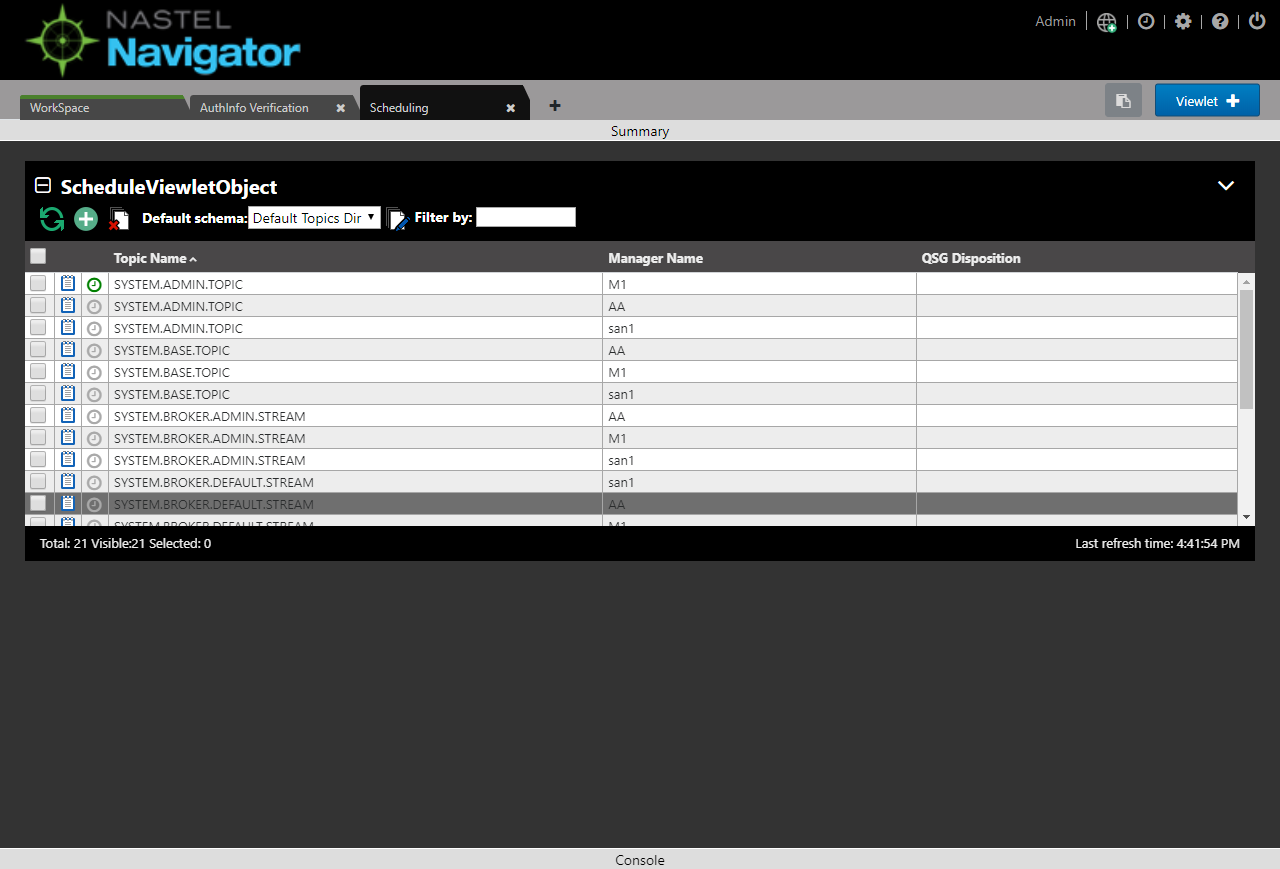 NASTEL
Navigator
Admin
WorkSpace
AuthInfo Verification
Scheduling
Viewlet
Summary
ScheduleViewletObject
Default schema: Default Topics Dir Filter by:
Topic Name Manager Name QSG Disposition
SYSTEM.ADMIN.TOPIC M1
SYSTEM.ADMIN.TOPIC AA
SYSTEM.ADMIN.TOPIC san1
SYSTEM.BASE.TOPIC AA
SYSTEM.BASE.TOPIC M1
SYSTEM.BASE.TOPIC san1
SYSTEM.BROKER.ADMIN.STREAM AA
SYSTEM.BROKER.ADMIN.STREAM M1
SYSTEM.BROKER.ADMIN.STREAM san1
SYSTEM.BROKER.DEFAULT.STREAM san1
SYSTEM.BROKER.DEFAULT.STREAM AA
SYSTEM.BROKER.DEFAULT.STREAM M1
Total: 21 Visible:21 Selected: 0 Last refresh time: 4:41:54 PM
Console